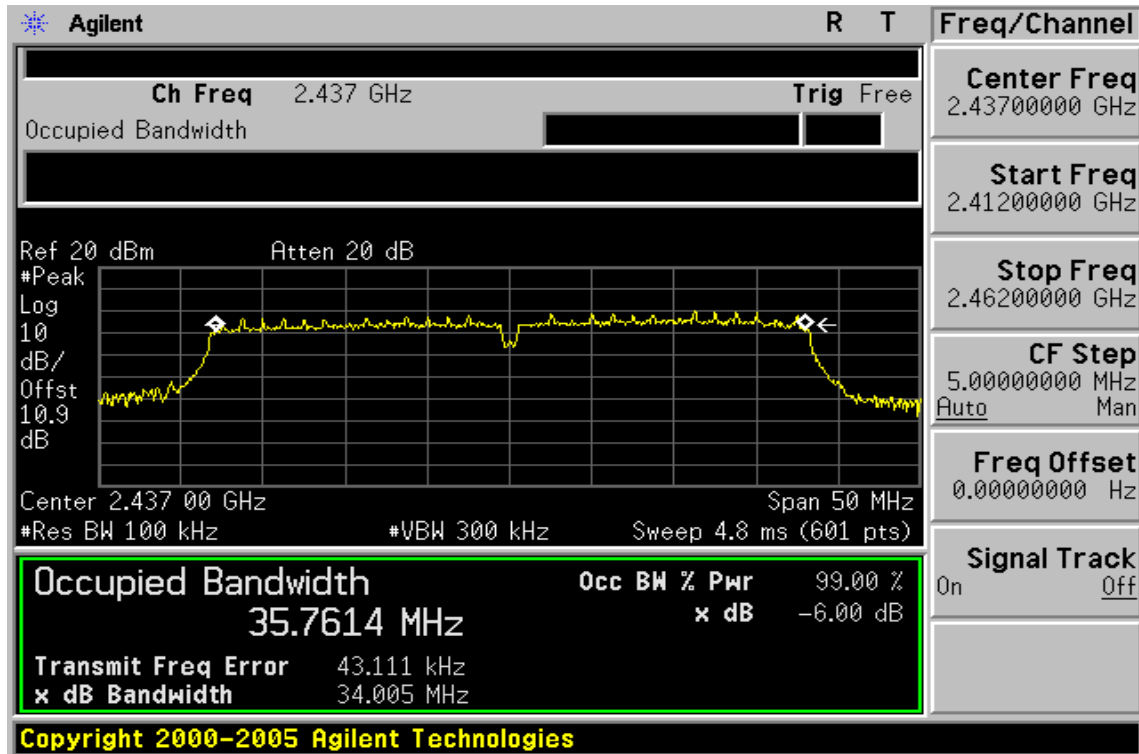 Agilent R T
Freq/Channel
Ch Freq 2.437 GHz Trig Free
Occupied Bandwidth
Center Freq
2.43700000 GHz
Start Freq
2.41200000 GHz
Stop Freq
2.46200000 GHz
CF Step
5.00000000 MHz
Auto Man
Freq Offset
0.00000000 Hz
Signal Track
On Off
Ref 20 dBm Atten 20 dB
#Peak
Log
10
dB/
Offst
10.9
dB
Center 2.437 00 GHz Span 50 MHz
#Res BW 100 kHz #VBW 300 kHz Sweep 4.8 ms (601 pts)
Occupied Bandwidth Occ BW % Pwr 99.00 %
35.7614 MHz x dB -6.00 dB
Transmit Freq Error 43.111 kHz
x dB Bandwidth 34.005 MHz
Copyright 2000-2005 Agilent Technologies